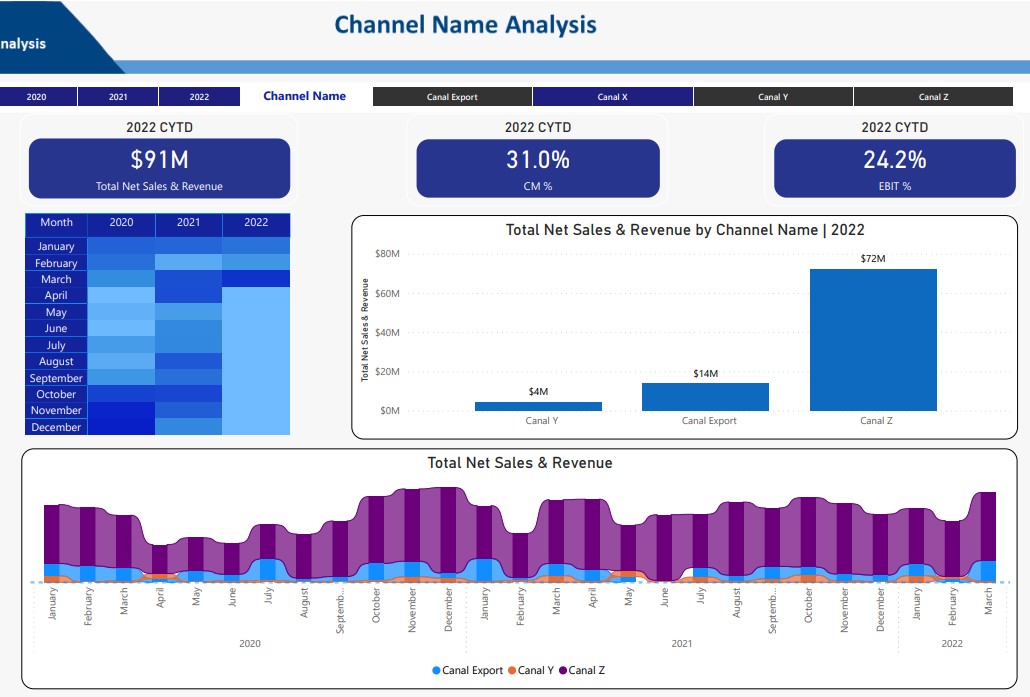 Channel Name Analysis
nalysis
2020 2021 2022 Channel Name Canal Export Canal X Canal Y Canal Z
2022 CYTD
$91M
Total Net Sales & Revenue
2022 CYTD
31.0%
CM %
2022 CYTD
24.2%
EBIT %
Month 2020 2021 2022
January
February
March
April
May
June
July
August
September
October
November
December
Total Net Sales & Revenue by Channel Name | 2022
Total Net Sales & Revenue
$80M
$60M
$40M
$20M
$0M
$4M
$14M
$72M
Canal Y Canal Export Canal Z
Total Net Sales & Revenue
January February March April May June July August Septemb... October November December January February March April May June July August Septemb... October November December January February March
2020 2021 2022
Canal Export Canal Y Canal Z